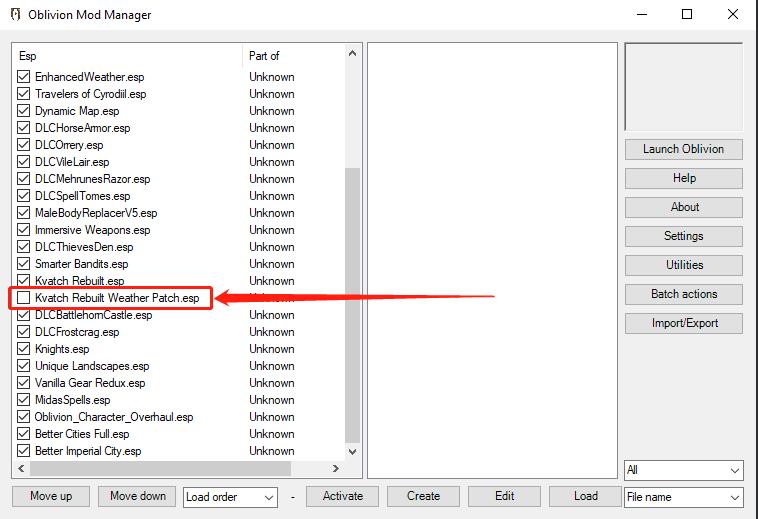 Oblivion Mod Manager
Esp Part of
EnhancedWeather.esp Unknown
Travelers of Cyrodiil.esp Unknown
Dynamic Map.esp Unknown
DLCHorseArmor.esp Unknown
DLCOrrery.esp Unknown
DLCVileLair.esp Unknown
DLCMehrunesRazor.esp Unknown
DLCSpellTomes.esp Unknown
MaleBodyReplacerV5.esp Unknown
Immersive Weapons.esp Unknown
DLCThievesDen.esp Unknown
Smarter Bandits.esp Unknown
Kvatch Rebuilt.esp Unknown
Kvatch Rebuilt Weather Patch.esp Unknown
DLCBattlehornCastle.esp Unknown
DLCFrostcrag.esp Unknown
Knights.esp Unknown
Unique Landscapes.esp Unknown
Vanilla Gear Redux.esp Unknown
MidasSpells.esp Unknown
Oblivion_Character_Overhaul.esp Unknown
Better Cities Full.esp Unknown
Better Imperial City.esp Unknown
Launch Oblivion
Help
About
Settings
Utilities
Batch actions
Import/Export
All
Move up Move down Load order - Activate Create Edit Load File name